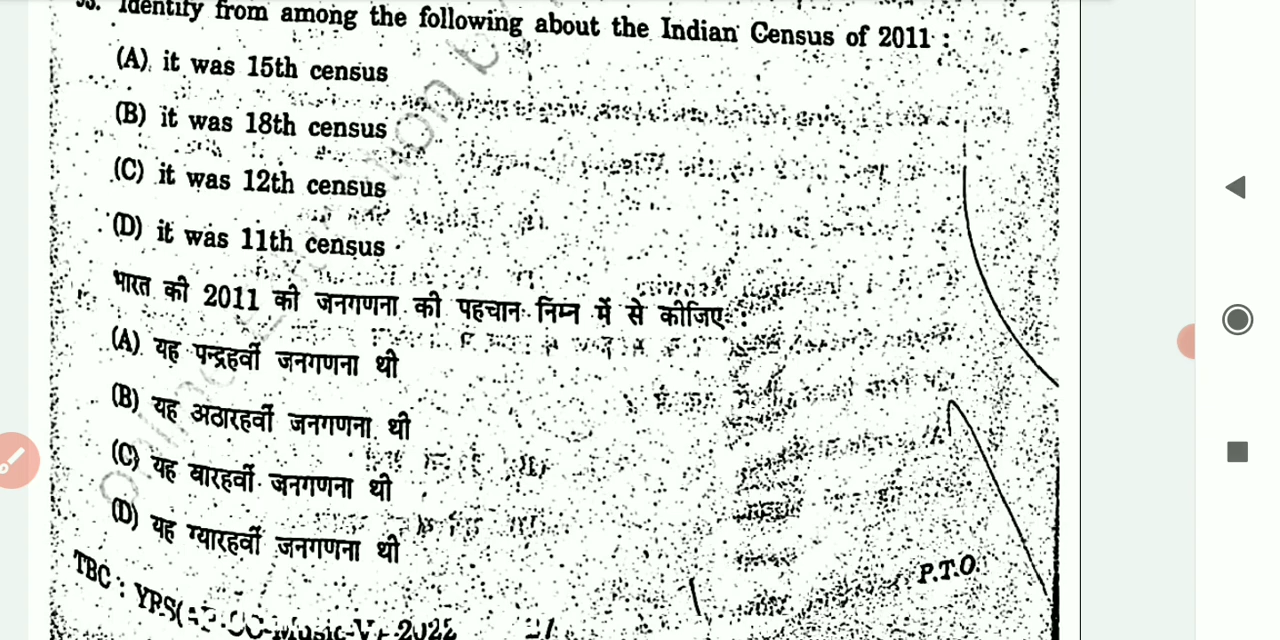 Identify from among the following about the Indian Census of 2011 :
(A) it was 15th census
(B) it was 18th census
(C) it was 12th census
(D) it was 11th census
भारत की 2011 की जनगणना की पहचान निम्न में से कीजिए :
(A) यह पन्द्रहवीं जनगणना थी
(B) यह अठारहवीं जनगणना थी
(C) यह बारहवीं जनगणना थी
(D) यह ग्यारहवीं जनगणना थी
P.T.O.
TBC : 2022